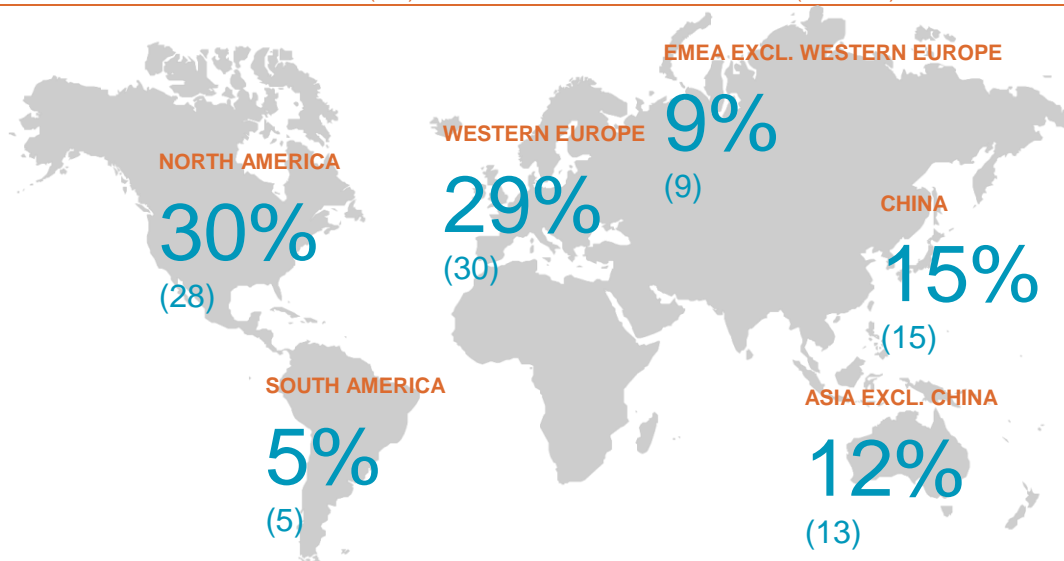 EMEA EXCL. WESTERN EUROPE
9%
(9)
WESTERN EUROPE
29%
(30)
NORTH AMERICA
30%
(28)
CHINA
15%
(15)
SOUTH AMERICA
5%
(5)
ASIA EXCL. CHINA
12%
(13)